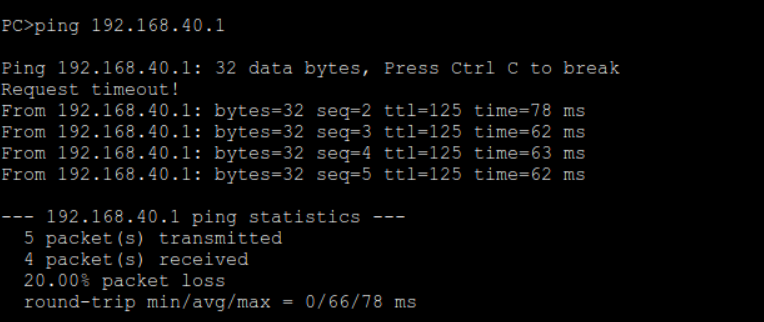 PC>ping 192.168.40.1
Ping 192.168.40.1: 32 data bytes, Press Ctrl C to break
Request timeout!
From 192.168.40.1: bytes=32 seq=2 ttl=125 time=78 ms
From 192.168.40.1: bytes=32 seq=3 ttl=125 time=62 ms
From 192.168.40.1: bytes=32 seq=4 ttl=125 time=63 ms
From 192.168.40.1: bytes=32 seq=5 ttl=125 time=62 ms
--- 192.168.40.1 ping statistics ---
5 packet(s) transmitted
4 packet(s) received
20.00% packet loss
round-trip min/avg/max = 0/66/78 ms